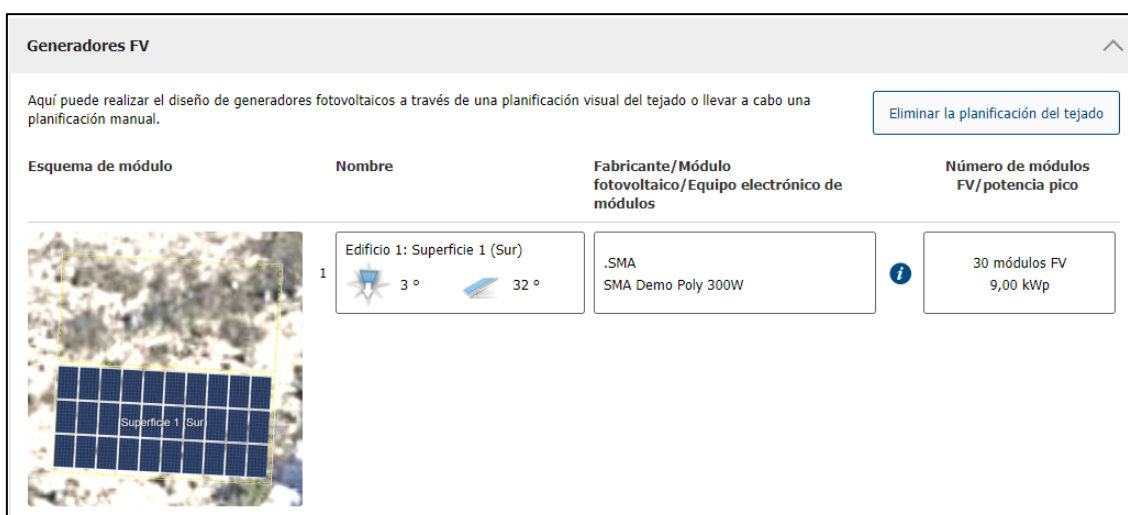 Generadores FV
Aquí puede realizar el diseño de generadores fotovoltaicos a través de una planificación visual del tejado o llevar a cabo una
planificación manual.
Eliminar la planificación del tejado
Esquema de módulo
Nombre
Fabricante/Módulo
fotovoltaico/Equipo electrónico de
módulos
Número de módulos
FV/potencia pico
Superficie 1 (Sur)
1
Edificio 1: Superficie 1 (Sur)
3 º
32 º
.SMA
SMA Demo Poly 300W
i
30 módulos FV
9,00 kWp